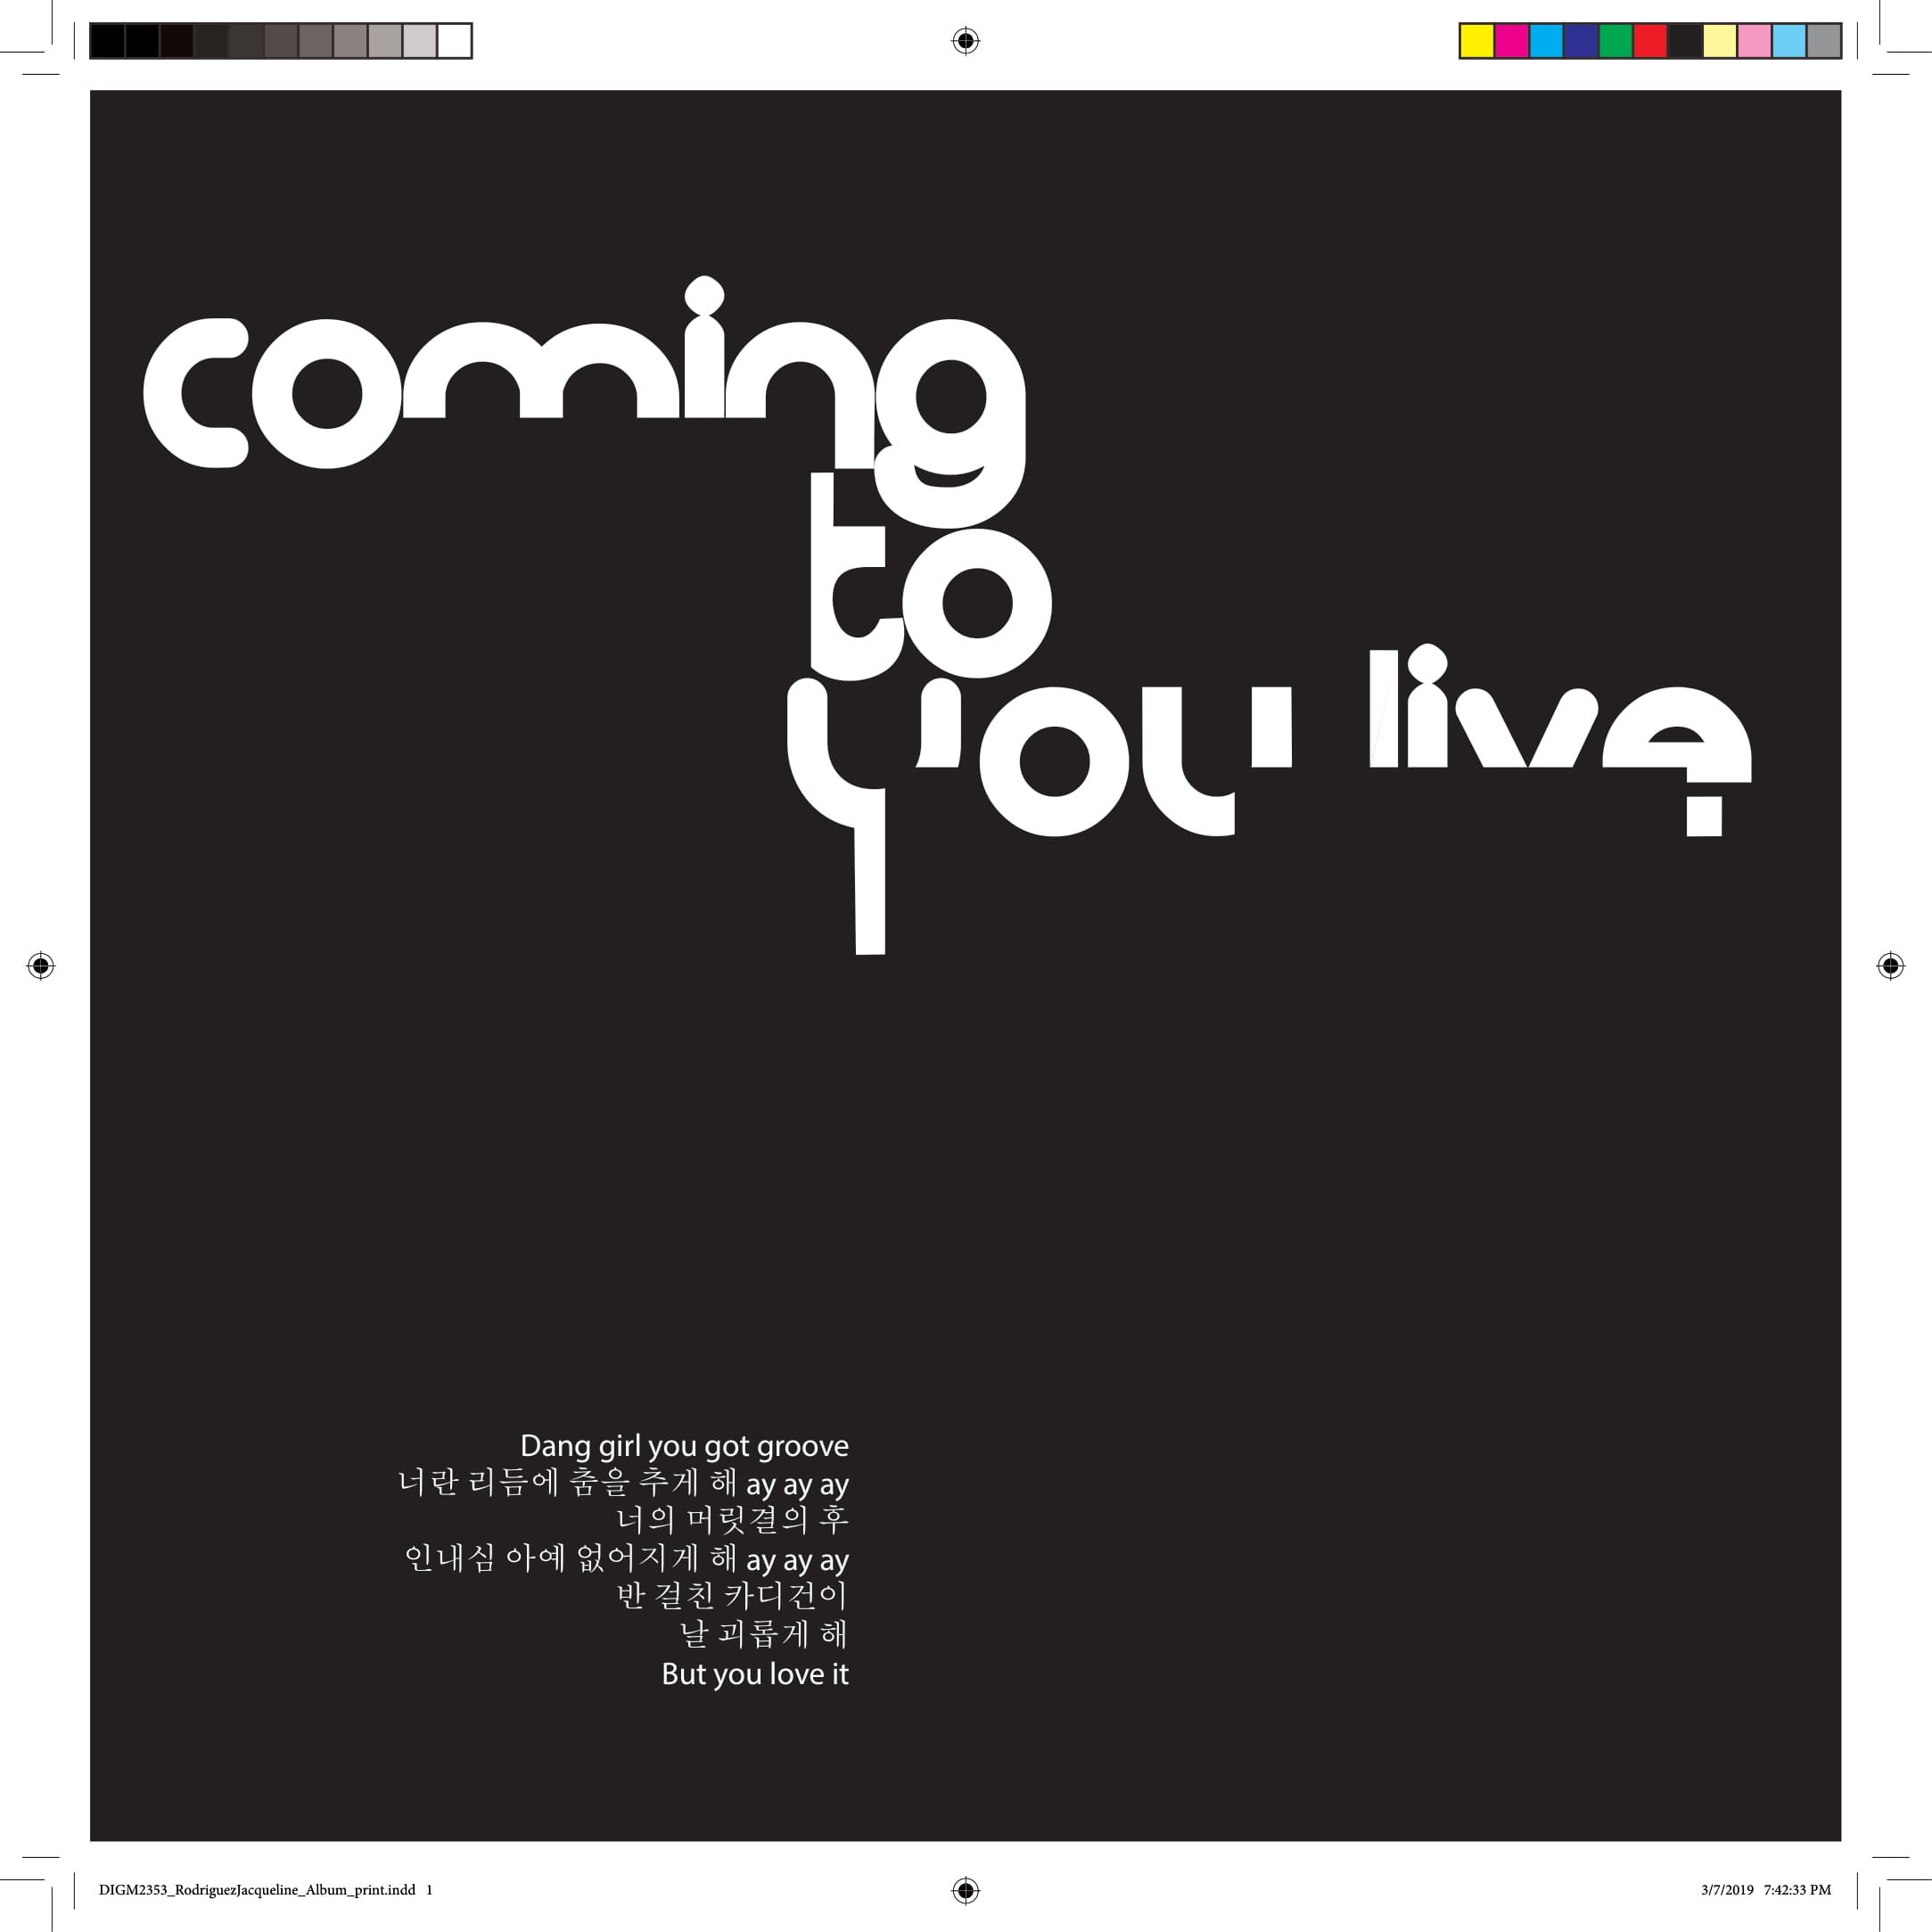 coming
to
you live
Dang girl you got groove
너란 리듬에 춤을 추게 해 ay ay ay
너의 머릿결의 후
인내심 아예 없어지게 해 ay ay ay
반 걸친 카디건이
날 괴롭게 해
But you love it
DIGM2353_RodriguezJacqueline_Album_print.indd 1
3/7/2019 7:42:33 PM